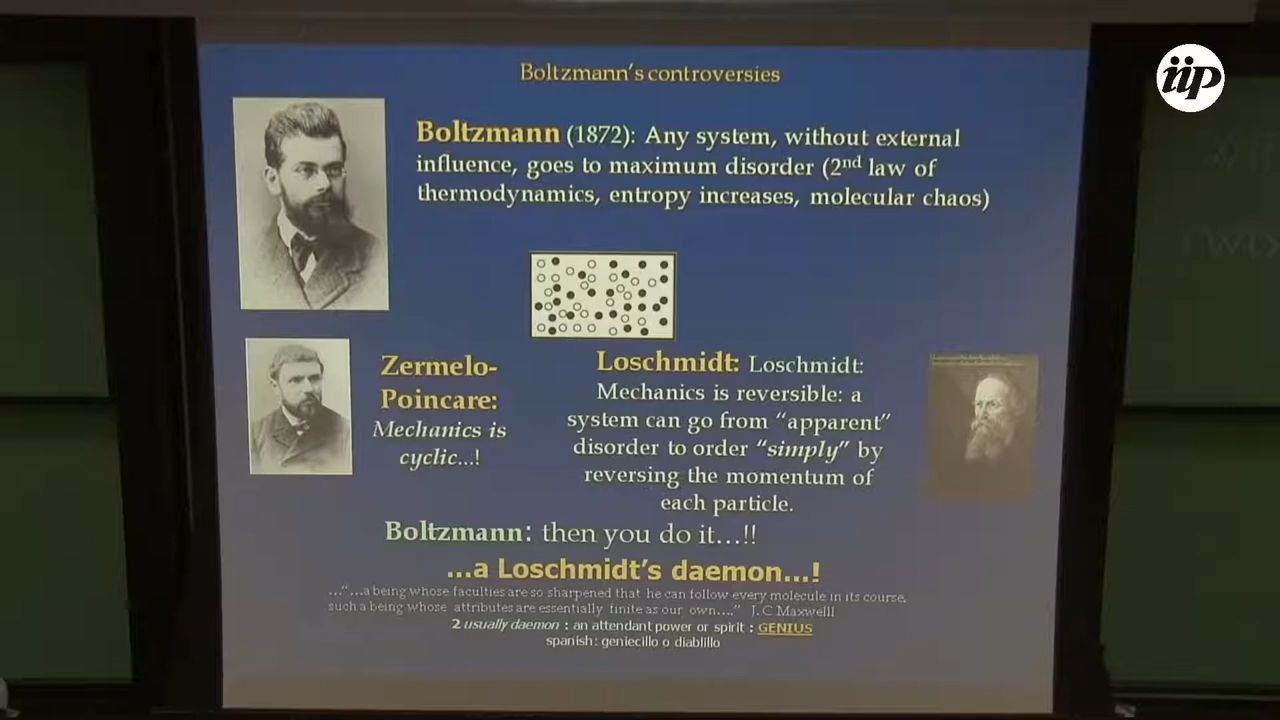 iip
Boltzmann's controversies
Boltzmann (1872): Any system, without external
influence, goes to maximum disorder (2nd law of
thermodynamics, entropy increases, molecular chaos)
Zermelo-
Poincare:
Mechanics is
cyclic...!
Loschmidt: Loschmidt:
Mechanics is reversible: a
system can go from “apparent”
disorder to order “simply” by
reversing the momentum of
each particle.
Boltzmann: then you do it...!!
...a Loschmidt's daemon...!
...“...a being whose faculties are so sharpened that he can follow every molecule in its course,
such a being whose attributes are essentially finite as our own....” J. C Maxwelll
2 usually daemon : an attendant power or spirit : GENIUS
spanish: geniecillo o diablillo